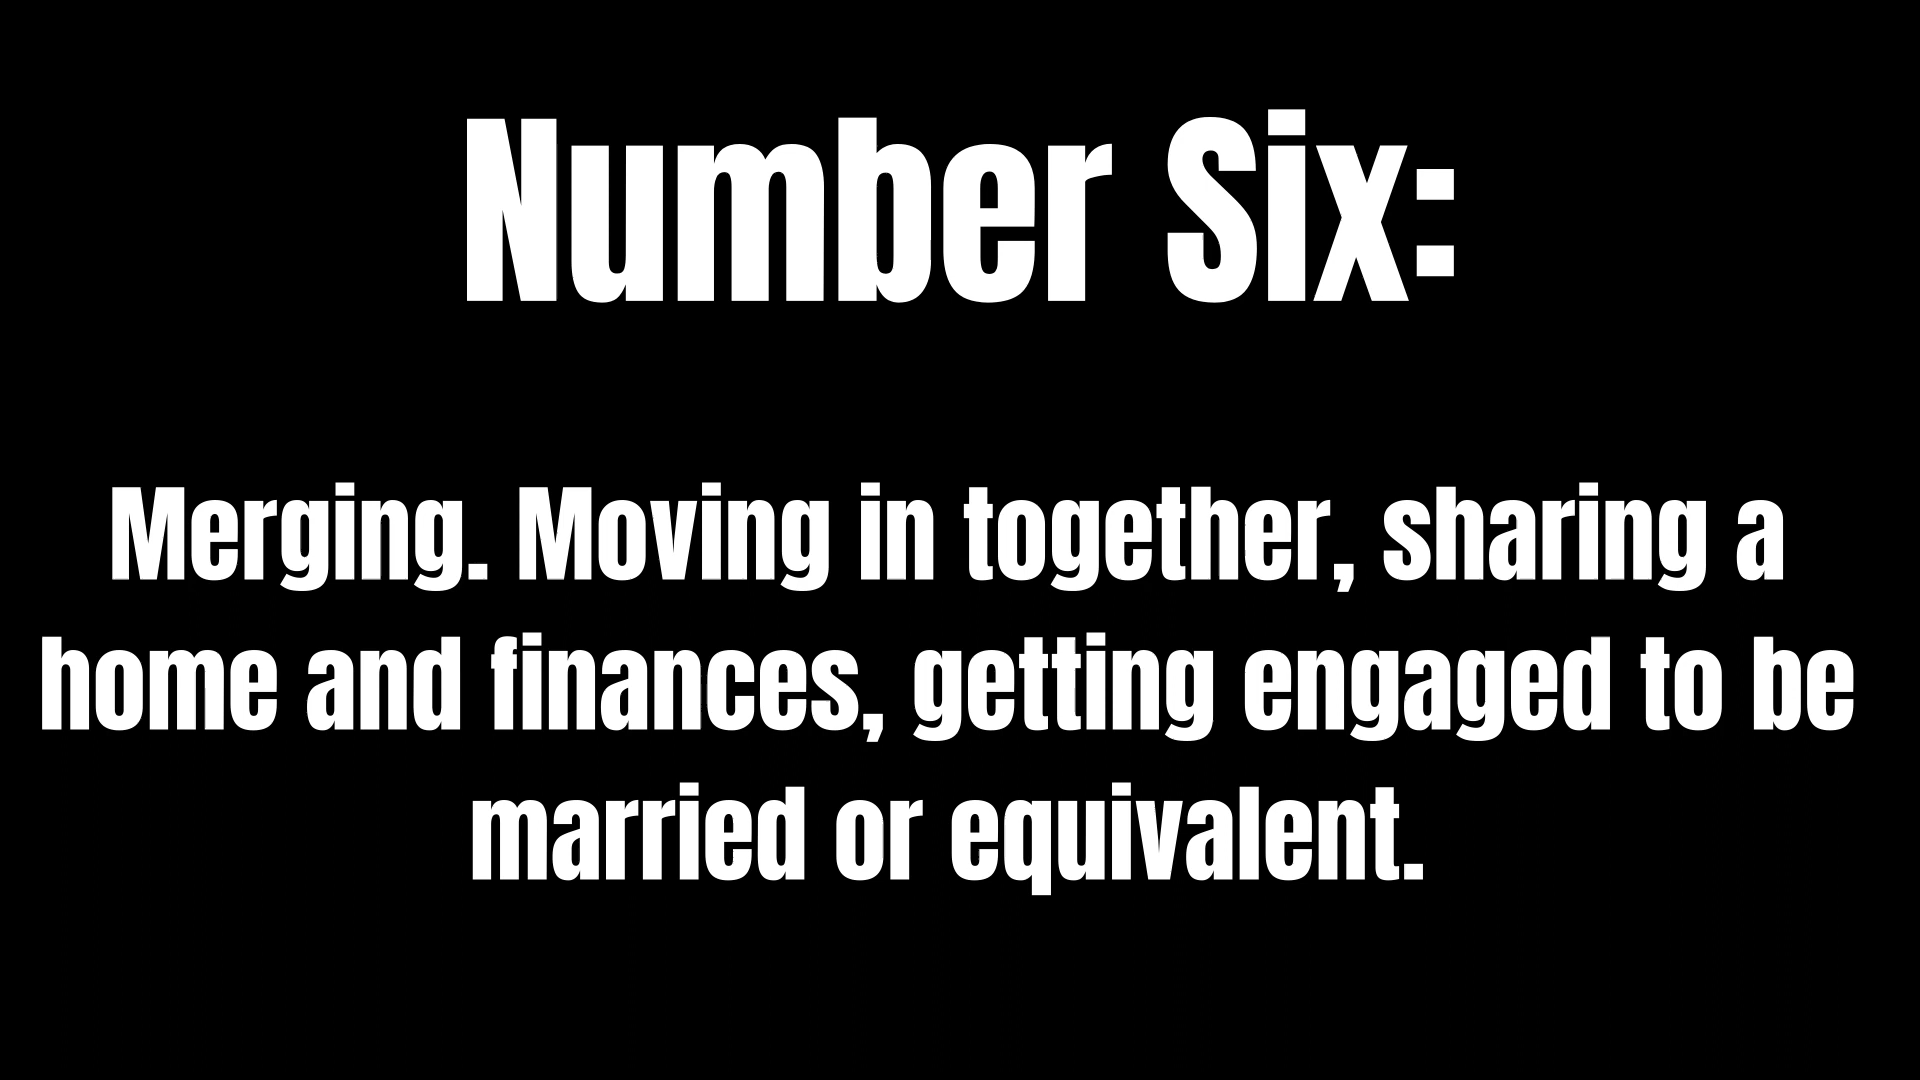 Number Six:
Merging. Moving in together, sharing a
home and finances, getting engaged to be
married or equivalent.